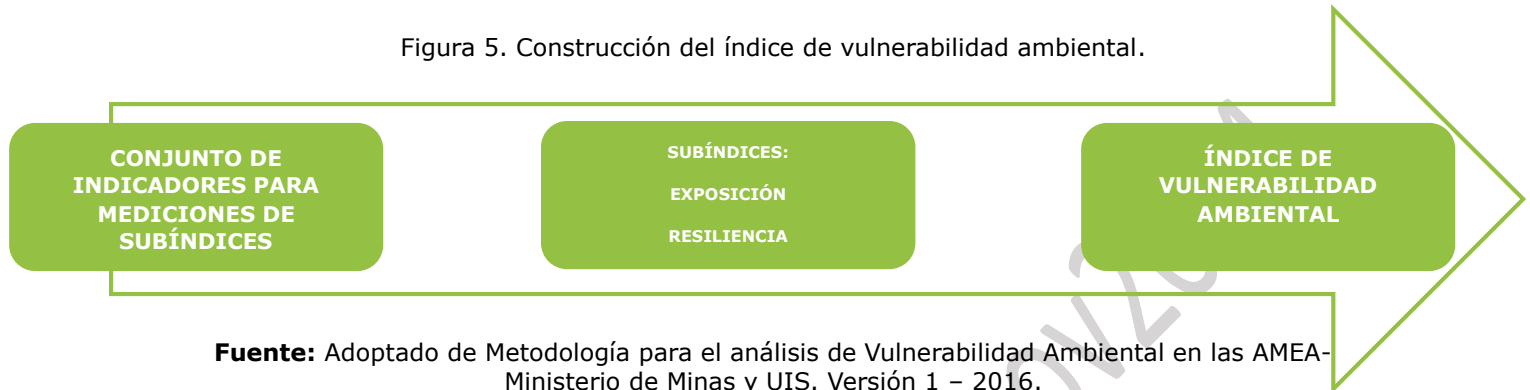 Figura 5. Construcción del índice de vulnerabilidad ambiental.
CONJUNTO DE
INDICADORES PARA
MEDICIONES DE
SUBÍNDICES
SUBÍNDICES:
EXPOSICIÓN
RESILIENCIA
ÍNDICE DE
VULNERABILIDAD
AMBIENTAL
Fuente: Adoptado de Metodología para el análisis de Vulnerabilidad Ambiental en las AMEA-
Ministerio de Minas y UIS. Versión 1 – 2016.